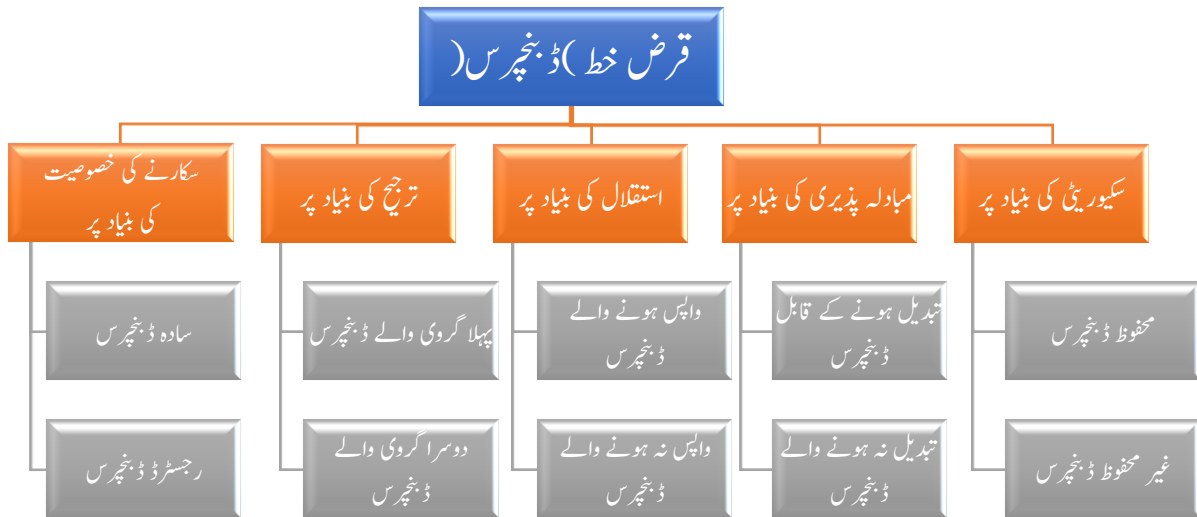 قرض خط )ڈبنچرس(
سکیوریٹی کی بنیاد پر
محفوظ ڈبنچرس
غیر محفوظ ڈبنچرس
مبادلہ پذیری کی بنیاد پر
تبدیل ہونے کے قابل
ڈبنچرس
تبدیل نہ ہونے والے
ڈبنچرس
استقلال کی بنیاد پر
واپس ہونے والے
ڈبنچرس
واپس نہ ہونے والے
ڈبنچرس
ترجیح کی بنیاد پر
پہلا گروی والے ڈبنچرس
دوسرا گروی والے
ڈبنچرس
سکارنے کی خصوصیت
کی بنیاد پر
سادہ ڈبنچرس
رجسٹرڈ ڈبنچرس